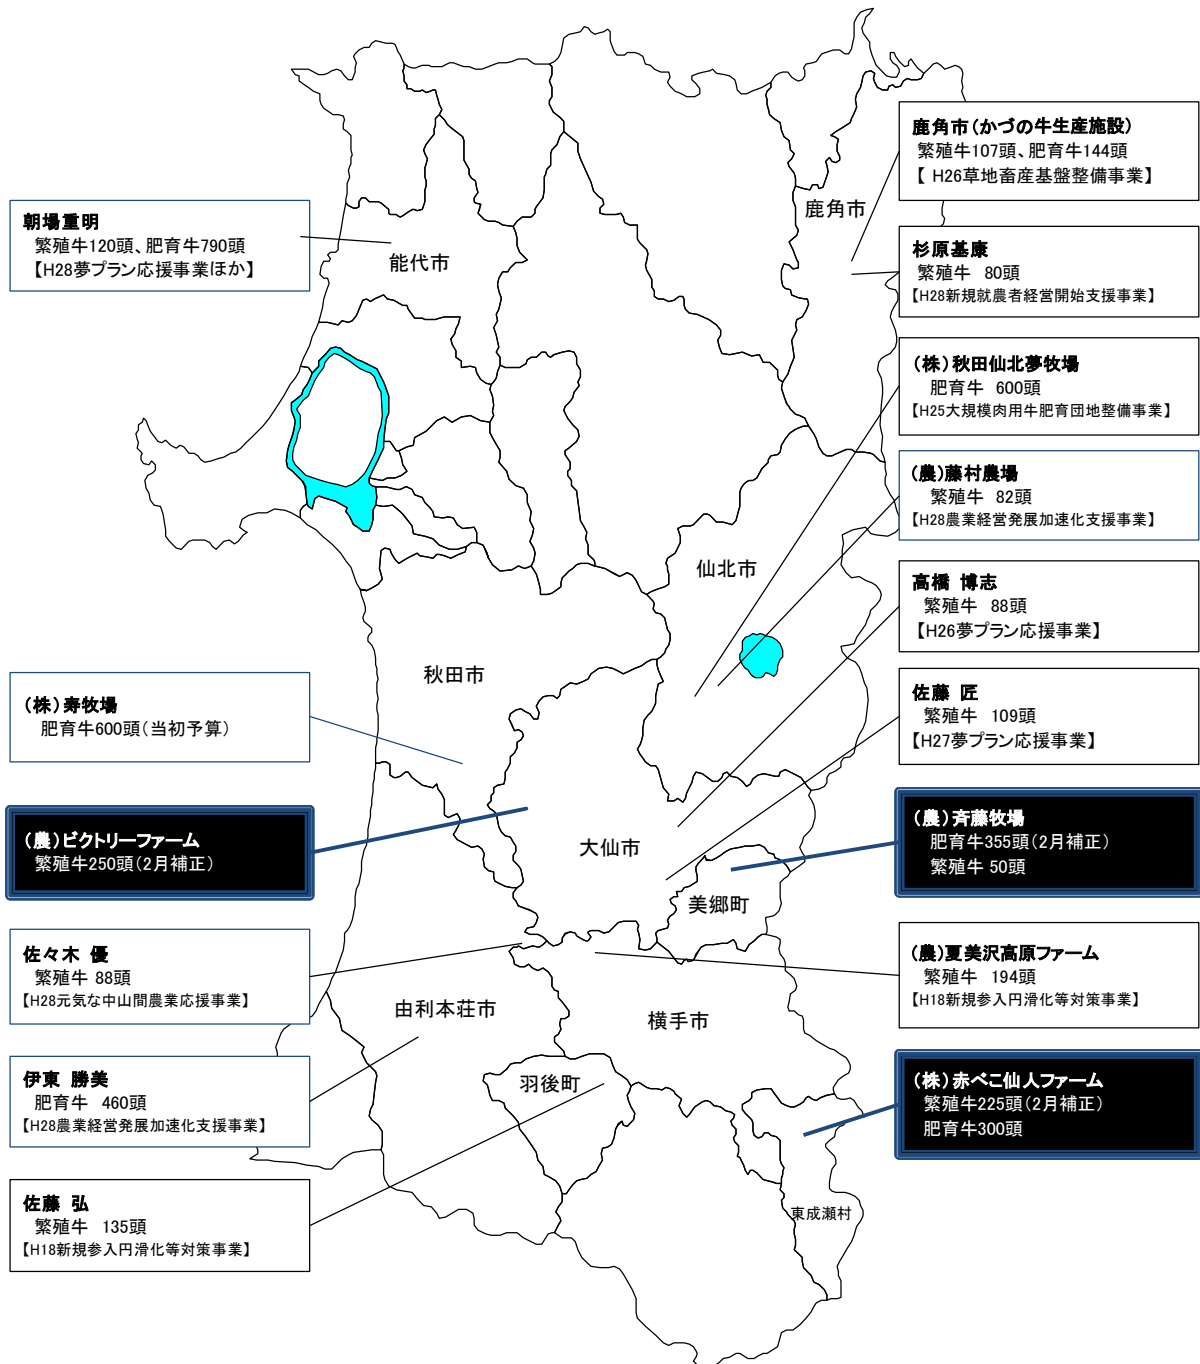 鹿角市(かづの牛生産施設)
繁殖牛107頭、肥育牛144頭
【 H26草地畜産基盤整備事業】
朝場重明
繁殖牛120頭、肥育牛790頭
【H28夢プラン応援事業ほか】
鹿角市
能代市
杉原基康
繁殖牛 80頭
【H28新規就農者経営開始支援事業】
(株)秋田仙北夢牧場
肥育牛 600頭
【H25大規模肉用牛肥育団地整備事業】
(農)藤村農場
繁殖牛 82頭
【H28農業経営発展加速化支援事業】
仙北市
高橋 博志
繁殖牛 88頭
【H26夢プラン応援事業】
秋田市
佐藤 匠
繁殖牛 109頭
【H27夢プラン応援事業】
(株)寿牧場
肥育牛600頭(当初予算)
(農)ビクトリーファーム
繁殖牛250頭(2月補正)
大仙市
(農)斉藤牧場
肥育牛355頭(2月補正)
繁殖牛 50頭
美郷町
佐々木 優
繁殖牛 88頭
【H28元気な中山間農業応援事業】
(農)夏美沢高原ファーム
繁殖牛 194頭
【H18新規参入円滑化等対策事業】
由利本荘市
横手市
伊東 勝美
肥育牛 460頭
【H28農業経営発展加速化支援事業】
羽後町
(株)赤べこ仙人ファーム
繁殖牛225頭(2月補正)
肥育牛300頭
佐藤 弘
繁殖牛 135頭
【H18新規参入円滑化等対策事業】
東成瀬村